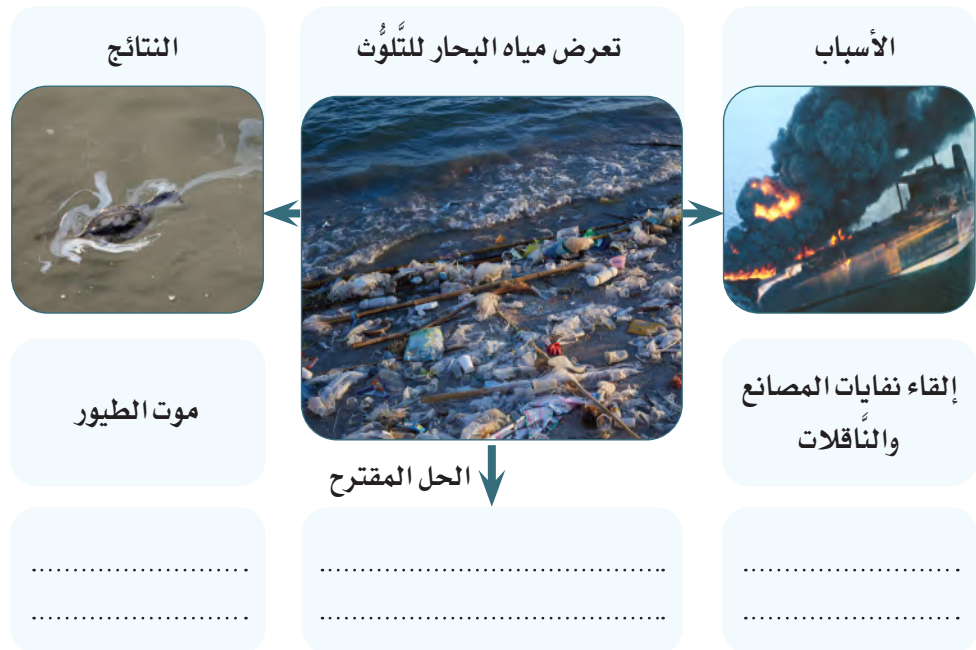 الأسباب
تعرض مياه البحار للتَّلوُّث
النتائج
إلقاء نفايات المصانع
والنَّاقلات
موت الطيور
الحل المقترح
................................
................................
................................
................................
................................
................................